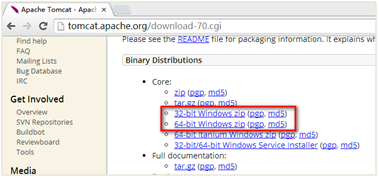 Apache Tomcat - Apache T
tomcat.apache.org/download-70.cgi
Find help
FAQ
Mailing Lists
Bug Database
IRC
Get Involved
Overview
SVN Repositories
Buildbot
Reviewboard
Tools
Media
Please see the README file for packaging information. It explains wh
Binary Distributions
• Core:
zip (pgp, md5)
tar.gz (pgp, md5)
32-bit Windows zip (pgp, md5)
64-bit Windows zip (pgp, md5)
64-bit Itanium Windows zip (pgp, md5)
32-bit/64-bit Windows Service Installer (pgp, md5)
• Full documentation:
tar.gz (pgp, md5)